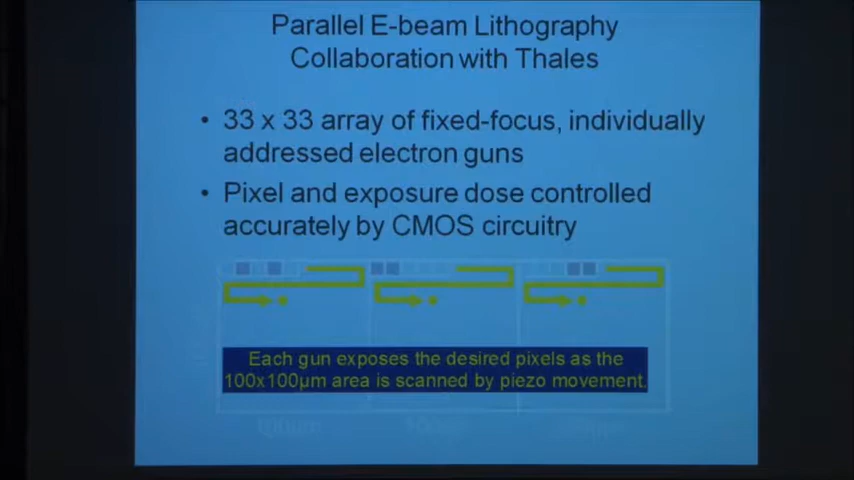 Parallel E-beam Lithography
Collaboration with Thales
• 33 x 33 array of fixed-focus, individually
addressed electron guns
• Pixel and exposure dose controlled
accurately by CMOS circuitry
Each gun exposes the desired pixels as the
100x100µm area is scanned by piezo movement.